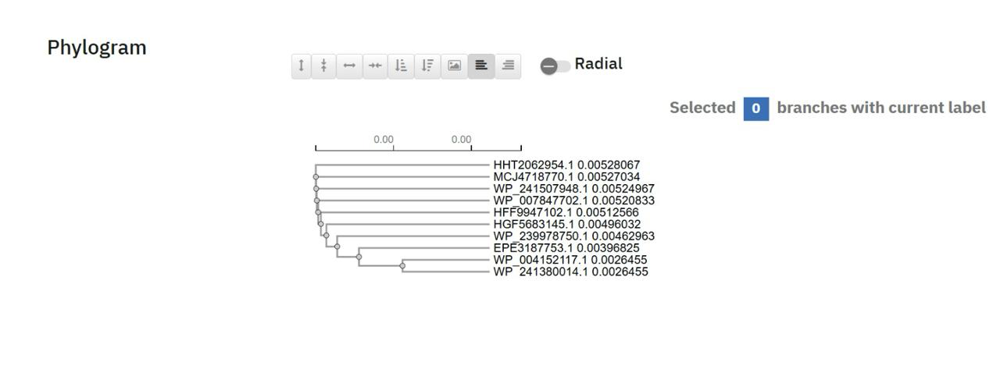 Phylogram
Radial
Selected 0 branches with current label
0.00 0.00
HHT2062954.1 0.00528067
MCJ4718770.1 0.00527034
WP_241507948.1 0.00524967
WP_007847702.1 0.00520833
HFF9947102.1 0.00512566
HGF5683145.1 0.00496032
WP_239978750.1 0.00462963
EPE3187753.1 0.00396825
WP_004152117.1 0.0026455
WP_241380014.1 0.0026455